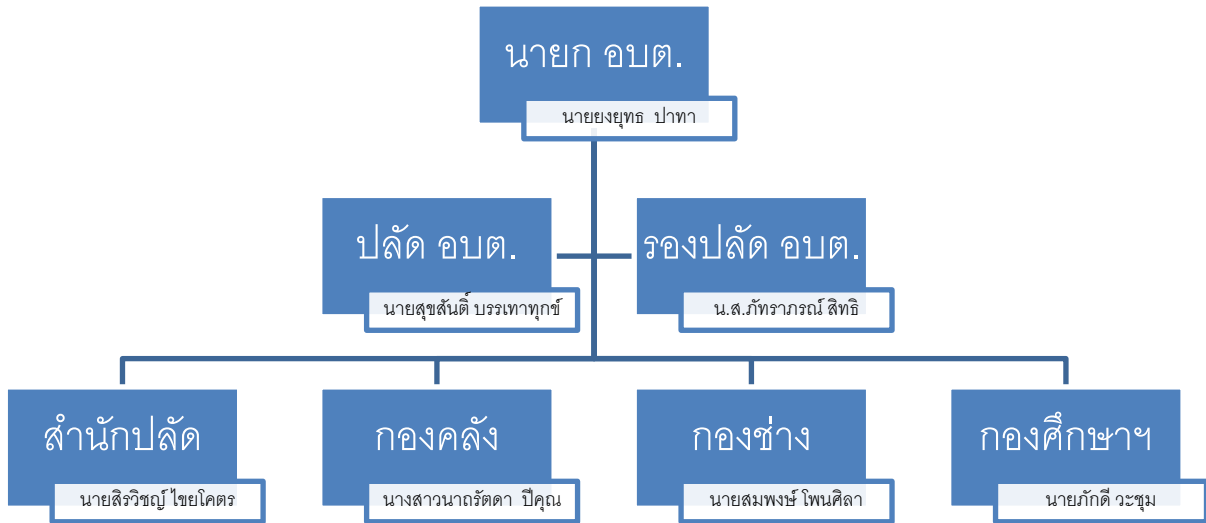 นายก อบต.
นายยงยุทธ ปาทา
ปลัด อบต.
นายสุขสันติ์ บรรเทาทุกข์
รองปลัด อบต.
น.ส.ภัทราภรณ์ สิทธิ
สำนักปลัด
นายสิรวิชญ์ ไขยโคตร
กองคลัง
นางสาวนาถรัตดา ปีคุณ
กองช่าง
นายสมพงษ์ โพนศิลา
กองศึกษาฯ
นายภักดี วะชุม